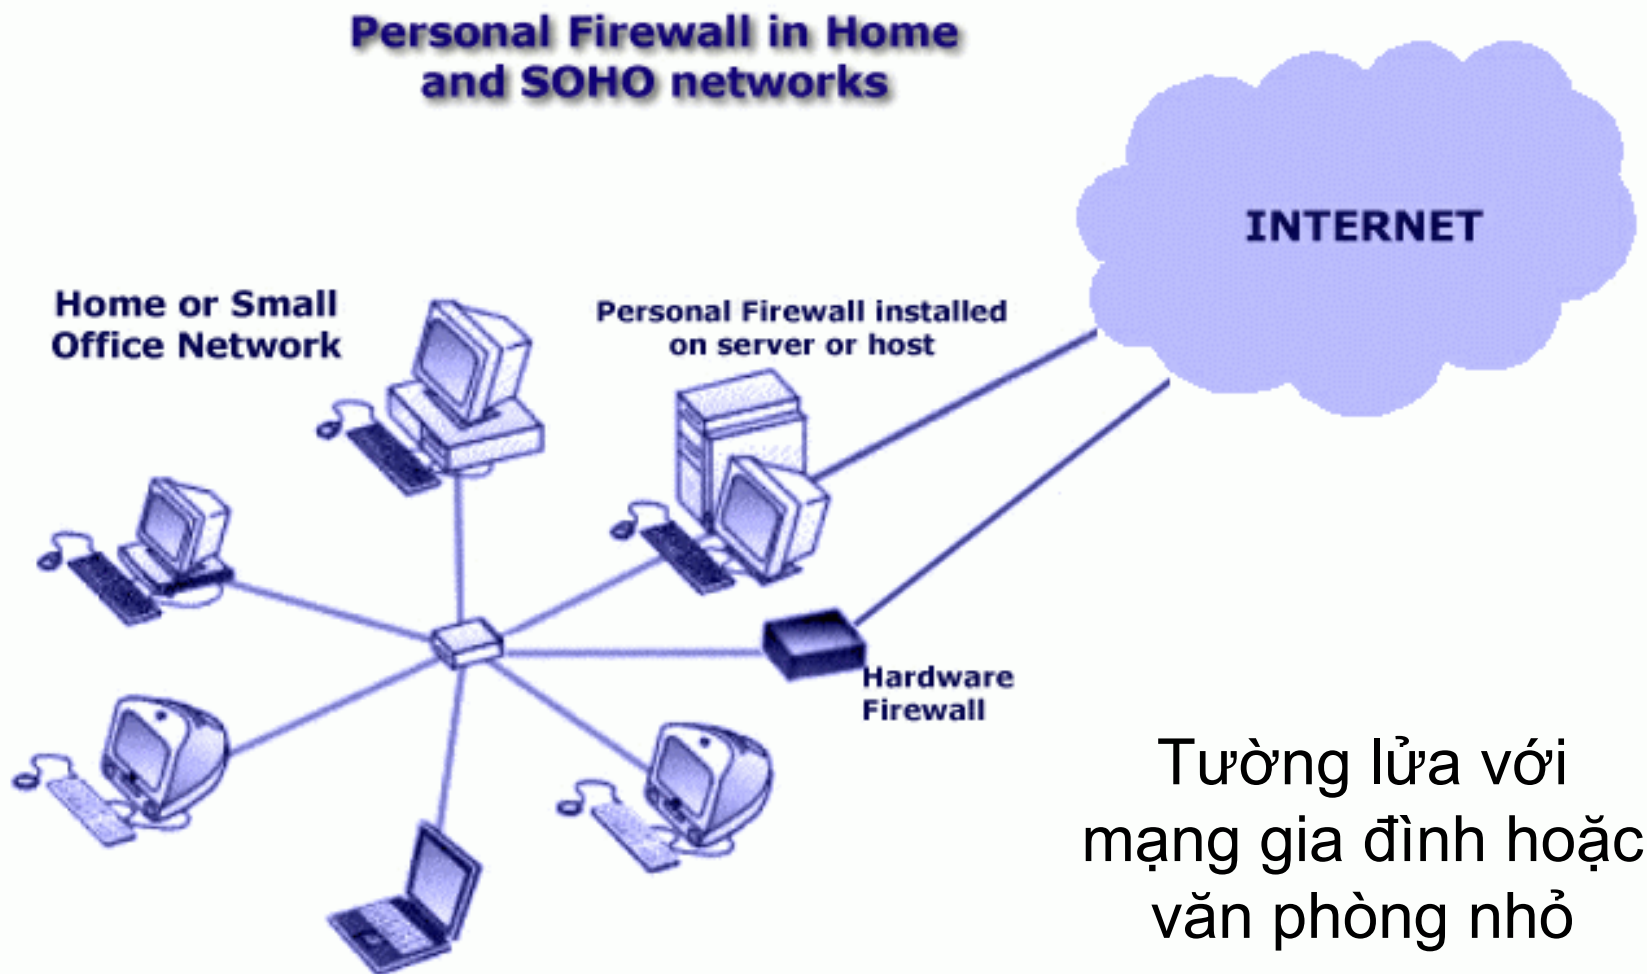 Personal Firewall in Home
and SOHO networks
INTERNET
Home or Small
Office Network
Personal Firewall installed
on server or host
Hardware
Firewall
Tường lửa với
mạng gia đình hoặc
văn phòng nhỏ